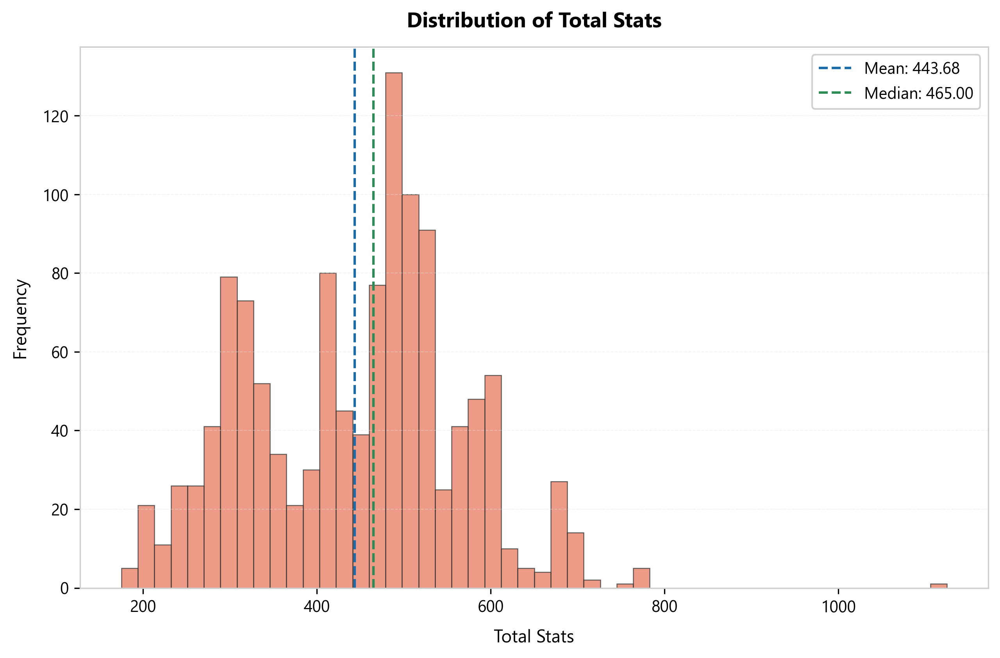 Distribution of Total Stats
Mean: 443.68
Median: 465.00
Frequency
120
100
80
60
40
20
0
200 400 600 800 1000
Total Stats